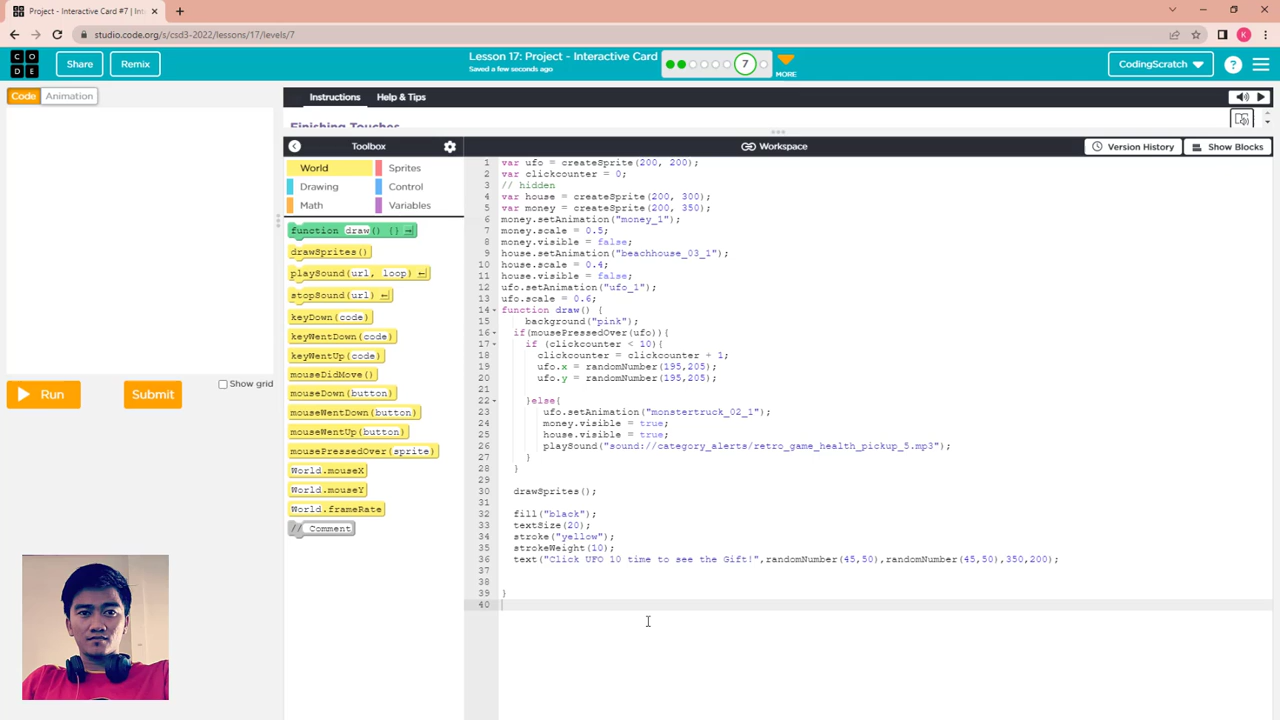 Project - Interactive Card #7 | Int
studio.code.org/s/csd3-2022/lessons/17/levels/7
K
CO
DE
Share
Remix
Lesson 17: Project - Interactive Card
Saved a few seconds ago
7
MORE
CodingScratch
?
Code
Animation
Instructions
Help & Tips
Finishing Touches
Toolbox
Workspace
Version History
Show Blocks
World
Sprites
Drawing
Control
Math
Variables
function draw() {}
drawSprites()
playSound(url, loop)
stopSound(url)
keyDown(code)
keyWentDown(code)
keyWentUp(code)
mouseDidMove()
mouseDown(button)
mouseWentDown(button)
mouseWentUp(button)
mousePressedOver(sprite)
World.mouseX
World.mouseY
World.frameRate
// Comment
Run
Submit
Show grid
1 var ufo = createSprite(200, 200);
2 var clickcounter = 0;
3 // hidden
4 var house = createSprite(200, 300);
5 var money = createSprite(200, 350);
6 money.setAnimation("money_1");
7 money.scale = 0.5;
8 money.visible = false;
9 house.setAnimation("beachhouse_03_1");
10 house.scale = 0.4;
11 house.visible = false;
12 ufo.setAnimation("ufo_1");
13 ufo.scale = 0.6;
14 function draw() {
15 background("pink");
16 if(mousePressedOver(ufo)){
17 if (clickcounter < 10){
18 clickcounter = clickcounter + 1;
19 ufo.x = randomNumber(195,205);
20 ufo.y = randomNumber(195,205);
21
22 }else{
23 ufo.setAnimation("monstertruck_02_1");
24 money.visible = true;
25 house.visible = true;
26 playSound("sound://category_alerts/retro_game_health_pickup_5.mp3");
27 }
28 }
29
30 drawSprites();
31
32 fill("black");
33 textSize(20);
34 stroke("yellow");
35 strokeWeight(10);
36 text("Click UFO 10 time to see the Gift!",randomNumber(45,50),randomNumber(45,50),350,200);
37
38
39 }
40